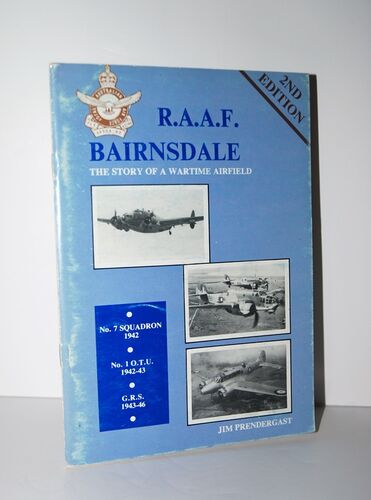 2ND
EDITION
R.A.A.F.
BAIRNSDALE
THE STORY OF A WARTIME AIRFIELD
No. 7 SQUADRON
1942
No. 1 O.T.U.
1942-43
G.R.S.
1943-46
JIM PRENDERGAST